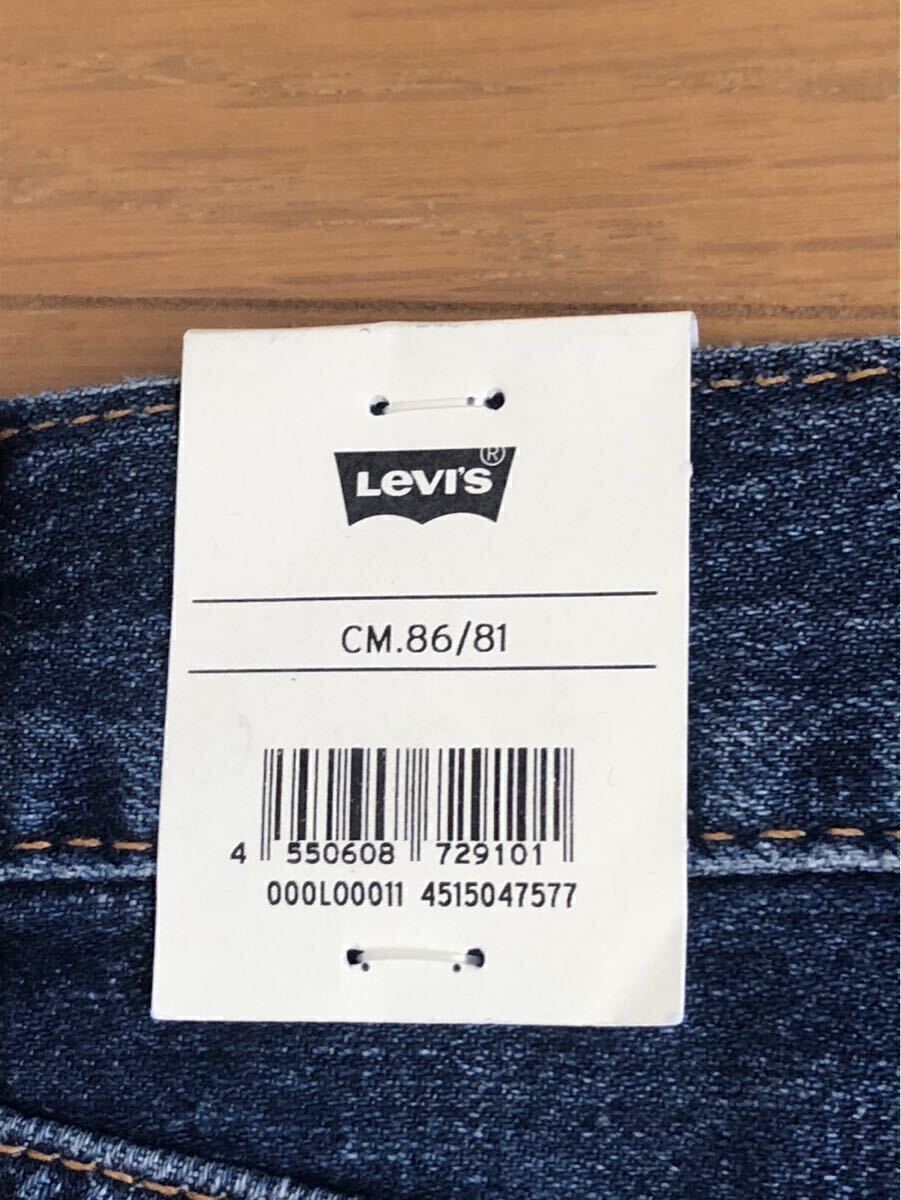 Levi's ®
CM.86/81
4 550608 729101
000L00011 4515047577